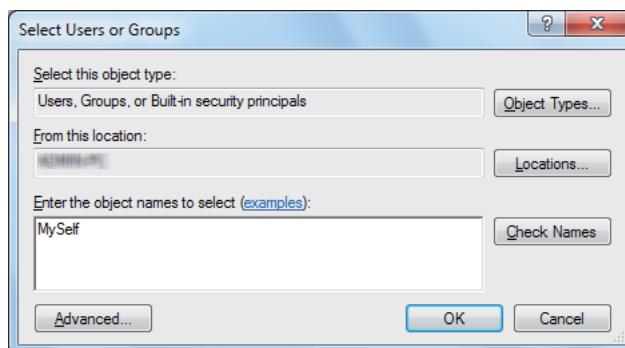 Select Users or Groups
Select this object type:
Users, Groups, or Built-in security principals
Object Types...
From this location:
Locations...
Enter the object names to select (examples):
MySelf
Check Names
Advanced...
OK
Cancel